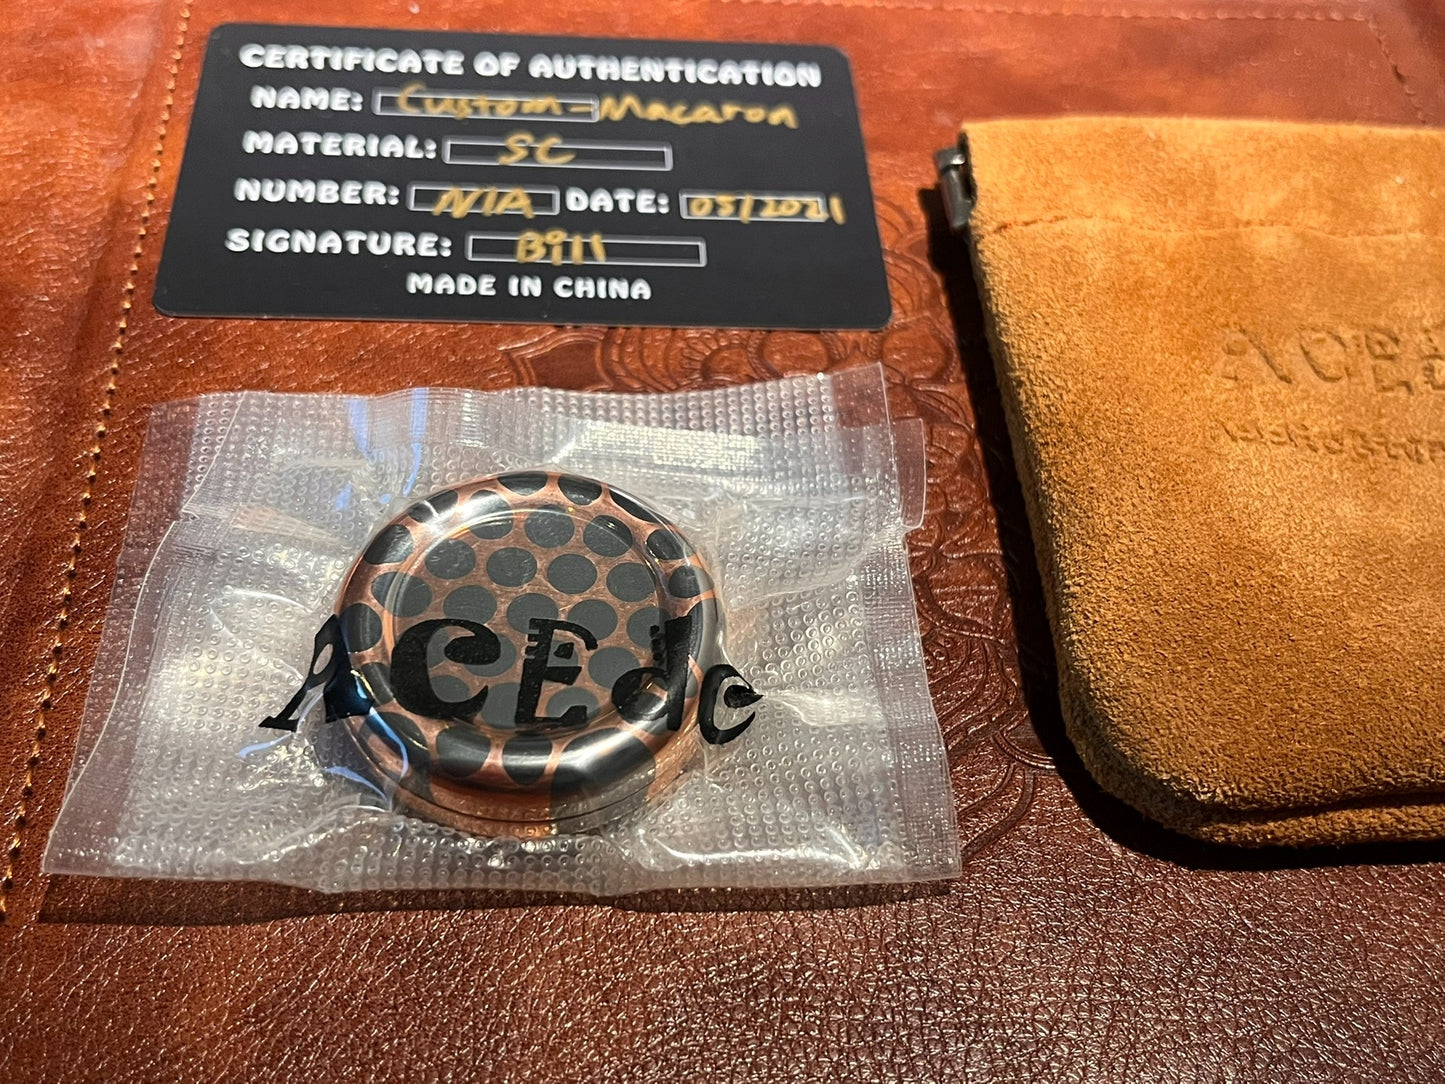 CERTIFICATE OF AUTHENTICATION
NAME: Custom-Macaron
MATERIAL: SC
NUMBER: N/A DATE: 05/2021
SIGNATURE: Bill
MADE IN CHINA
ACEdc